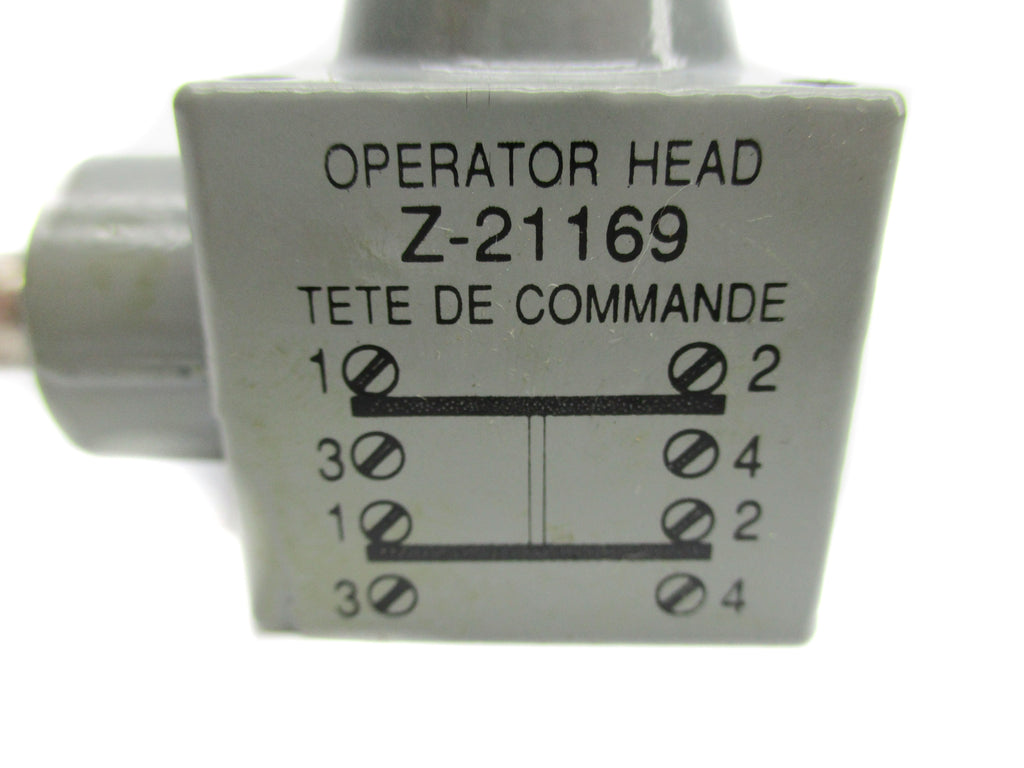 OPERATOR HEAD
Z-21169
TETE DE COMMANDE
1 2
3 4
1 2
3 4